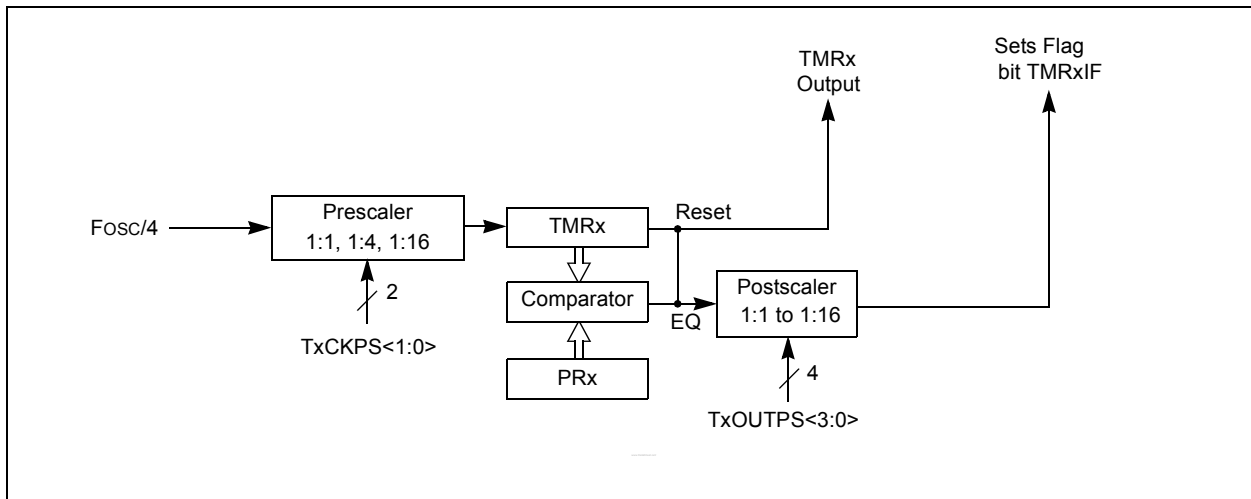 TMRx
Output
Sets Flag
bit TMRxIF
Fosc/4
Prescaler
1:1, 1:4, 1:16
2
TxCKPS<1:0>
TMRx
Reset
Comparator
EQ
PRx
Postscaler
1:1 to 1:16
4
TxOUTPS<3:0>